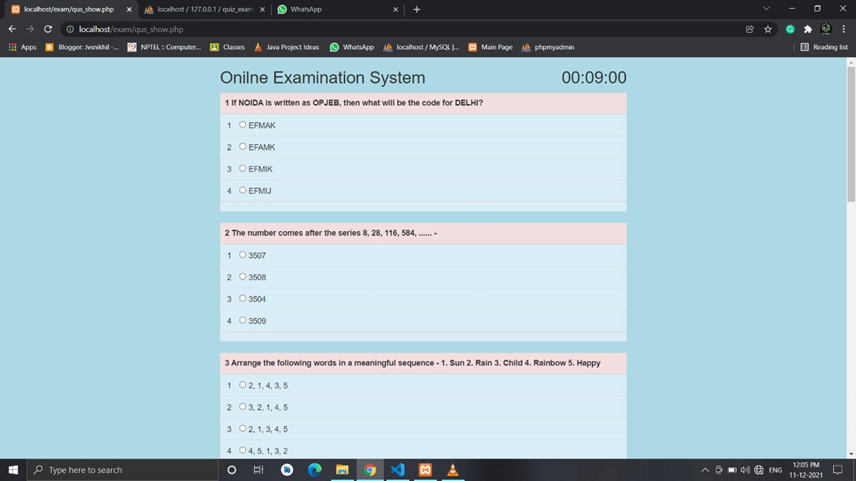 localhost/exam/qus_show.php
localhost / 127.0.0.1 / quiz_exam
WhatsApp
localhost/exam/qus_show.php
Apps
Blogger: Jvsnikhil -...
NPTEL :: Computer...
Classes
Java Project Ideas
WhatsApp
localhost / MySQL |...
Main Page
phpmyadmin
Reading list
Onilne Examination System
00:09:00
1 If NOIDA is written as OPJEB, then what will be the code for DELHI?
1 EFMAK
2 EFAMK
3 EFMIK
4 EFMIJ
2 The number comes after the series 8, 28, 116, 584, ...... -
1 3507
2 3508
3 3504
4 3509
3 Arrange the following words in a meaningful sequence - 1. Sun 2. Rain 3. Child 4. Rainbow 5. Happy
1 2, 1, 4, 3, 5
2 3, 2, 1, 4, 5
3 2, 1, 3, 4, 5
4 4, 5, 1, 3, 2
Type here to search
ENG
12:05 PM
11-12-2021